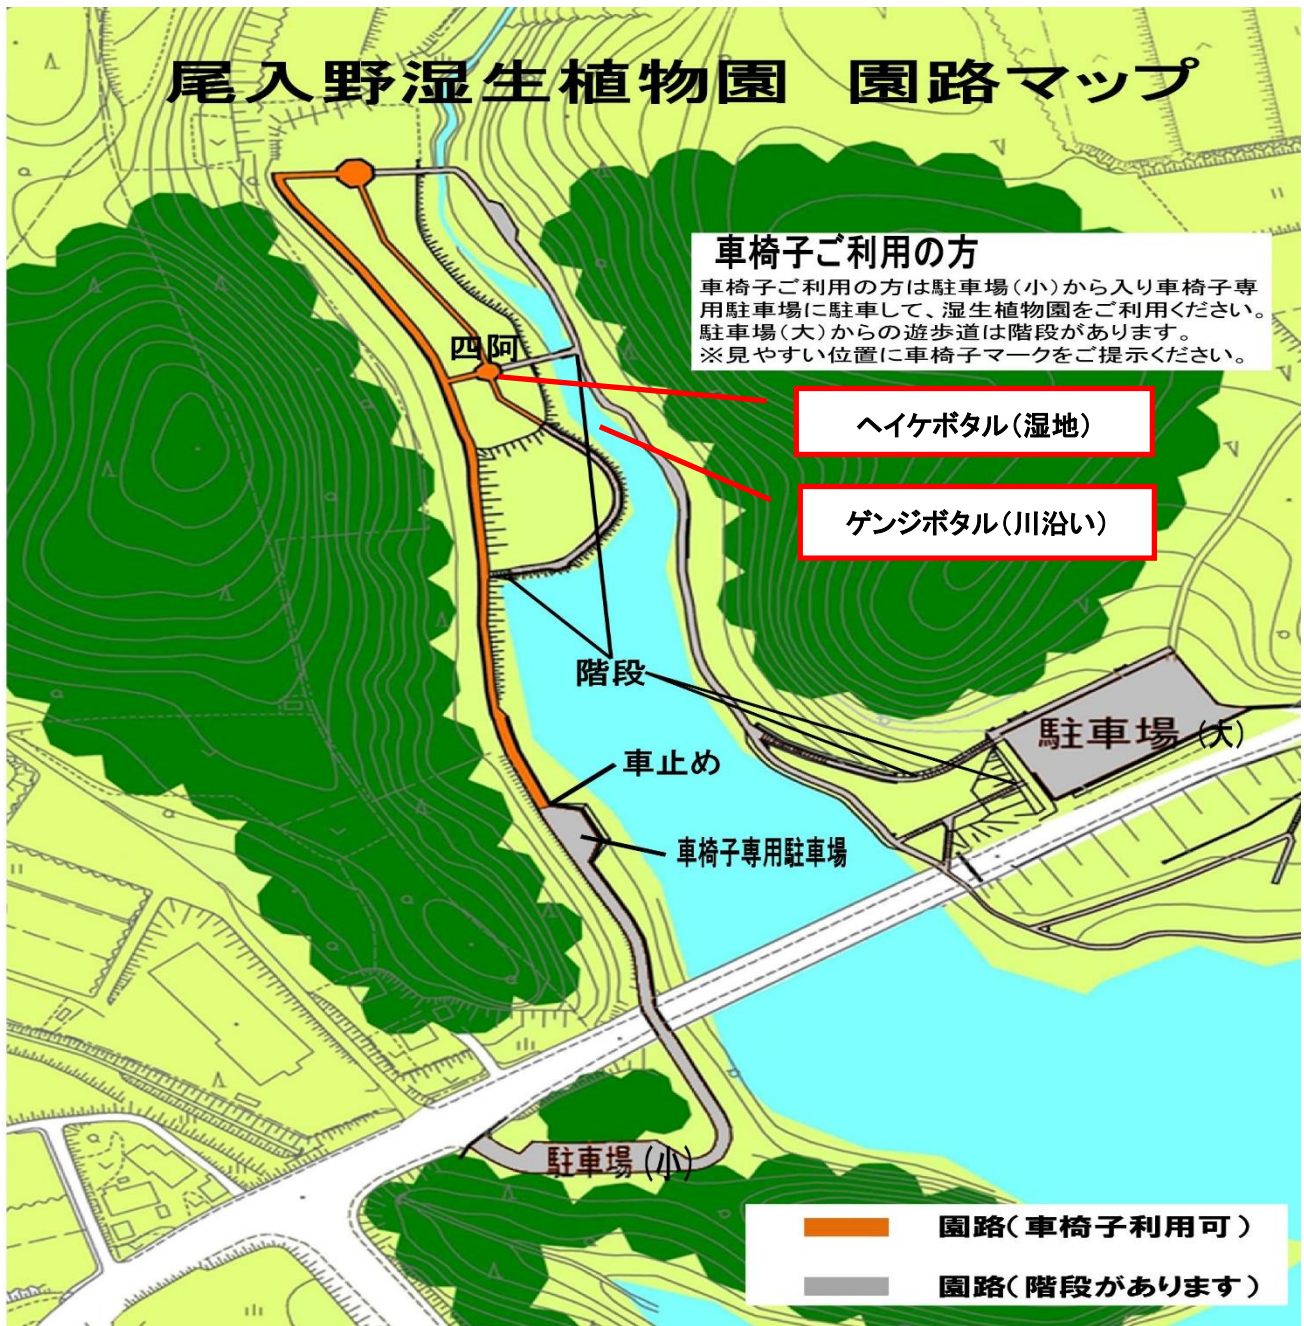 尾入野湿生植物園 園路マップ
車椅子ご利用の方
車椅子ご利用の方は駐車場(小)から入り車椅子専
用駐車場に駐車して、湿生植物園をご利用ください。
駐車場(大)からの遊歩道は階段があります。
※見やすい位置に車椅子マークをご提示ください。
四阿
ヘイケボタル(湿地)
ゲンジボタル(川沿い)
階段
駐車場(大)
車止め
車椅子専用駐車場
駐車場(小)
園路(車椅子利用可)
園路(階段があります)